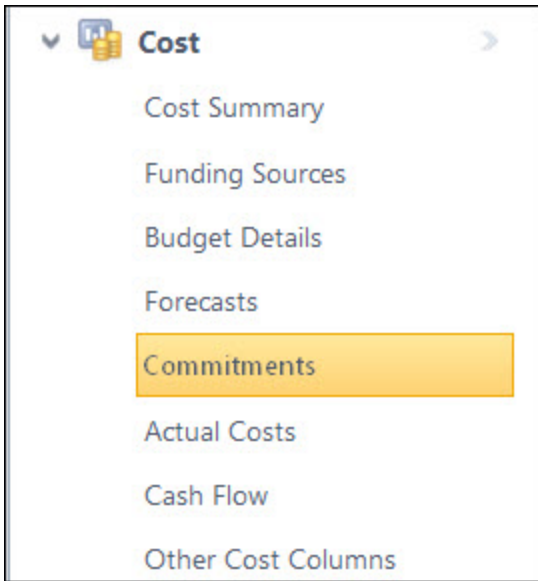 Cost
Cost Summary
Funding Sources
Budget Details
Forecasts
Commitments
Actual Costs
Cash Flow
Other Cost Columns